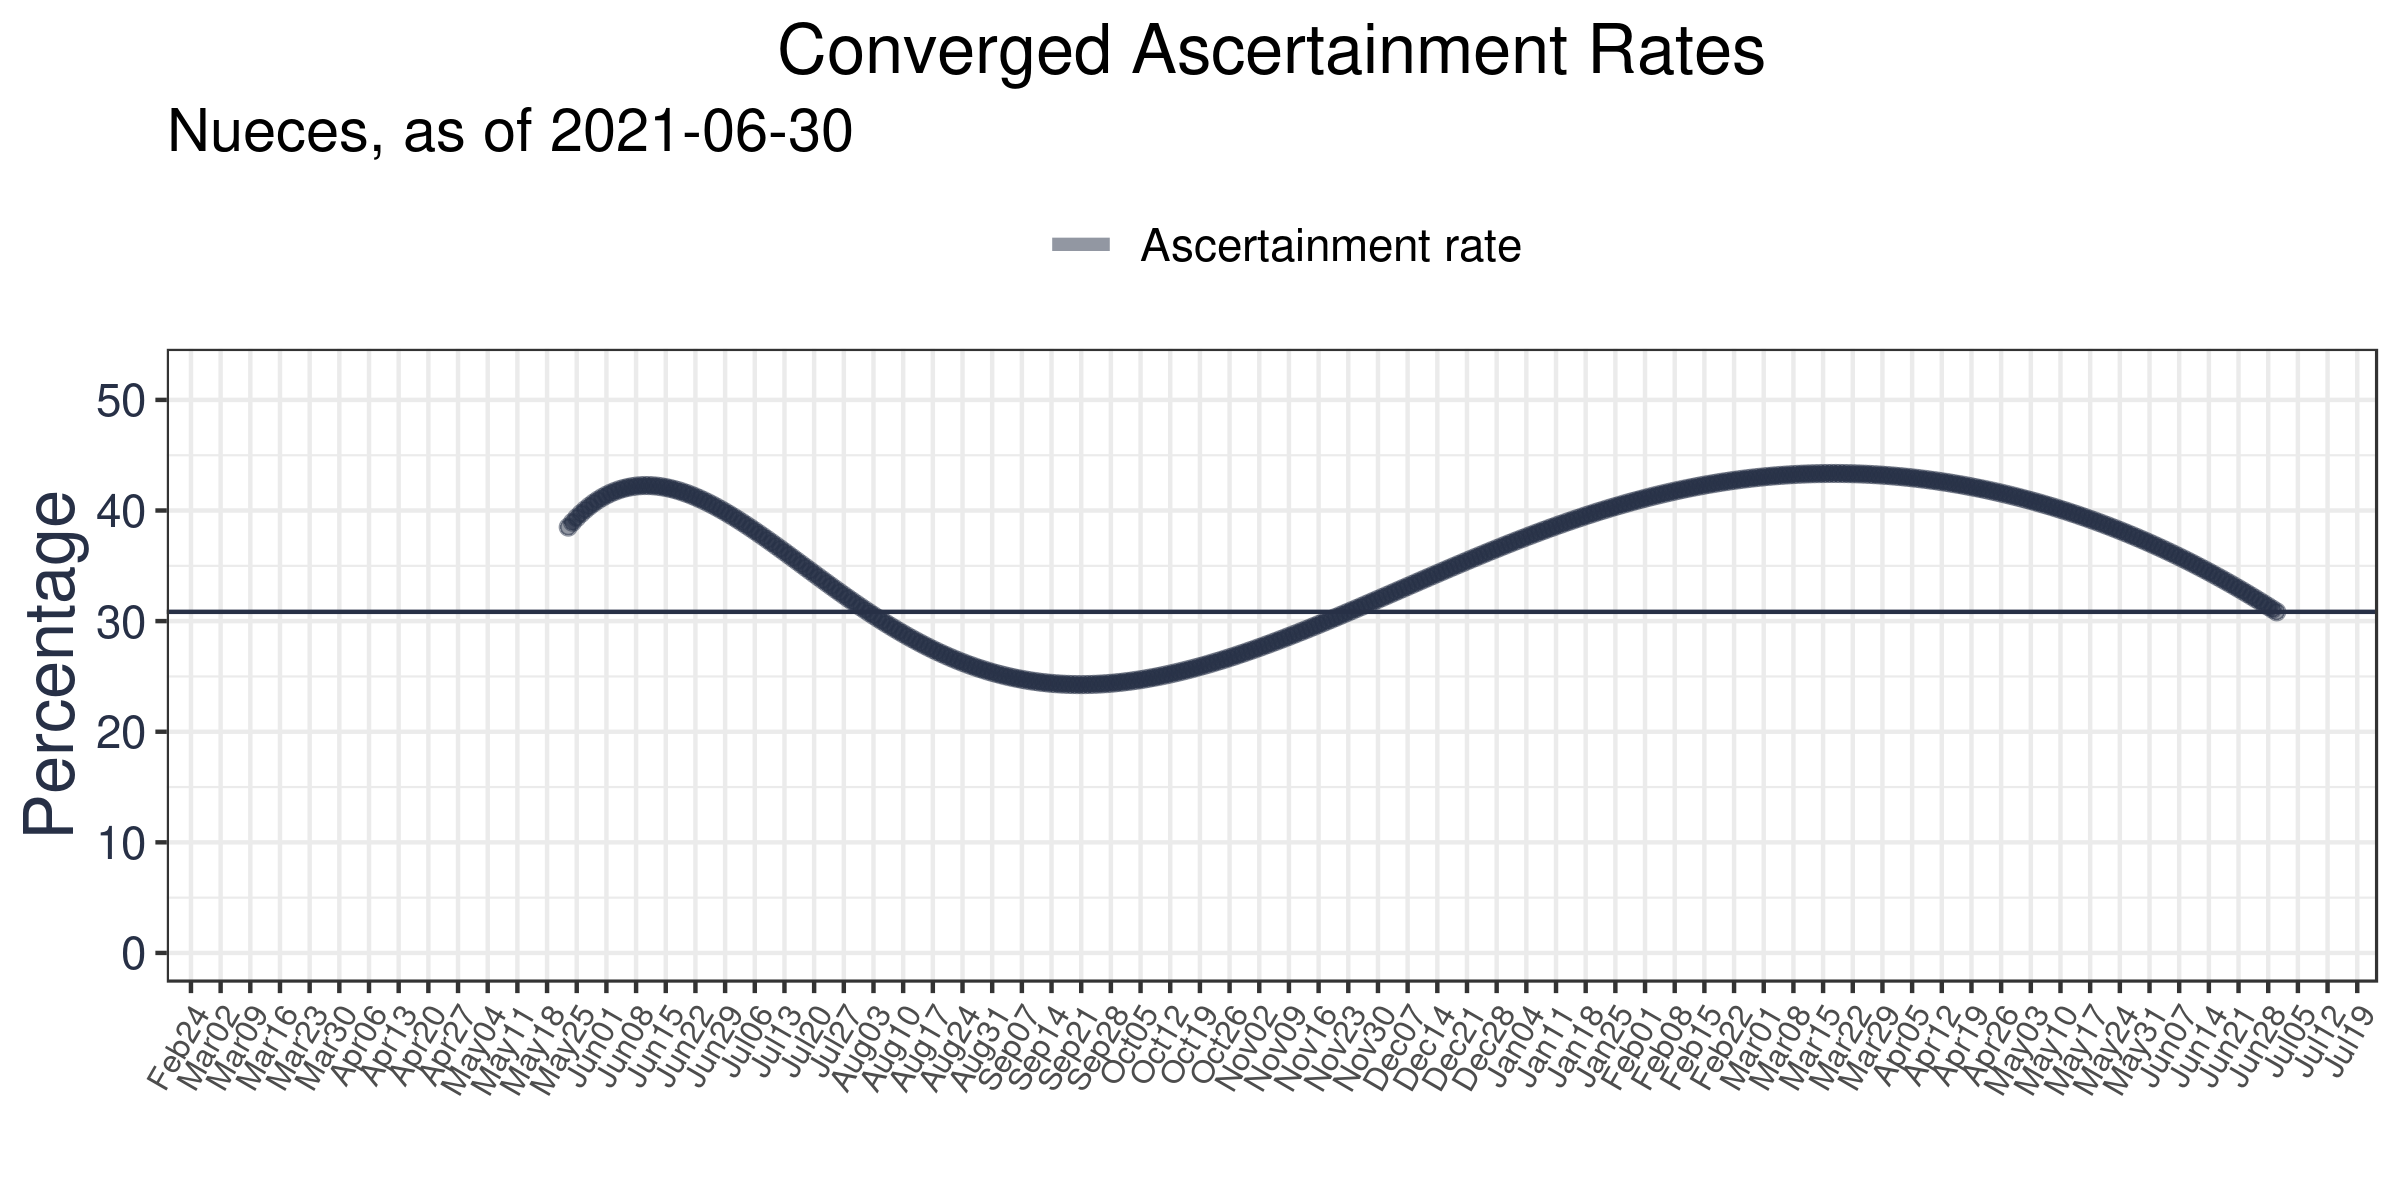 Converged Ascertainment Rates
Nueces, as of 2021-06-30
Ascertainment rate
Percentage
50
40
30
20
10
0
Feb24 Mar02 Mar09 Mar16 Mar23 Mar30 Apr06 Apr13 Apr20 Apr27 May04 May11 May18 May25 Jun01 Jun08 Jun15 Jun22 Jun29 Jul06 Jul13 Jul20 Jul27 Aug03 Aug10 Aug17 Aug24 Aug31 Sep07 Sep14 Sep21 Sep28 Oct05 Oct12 Oct19 Oct26 Nov02 Nov09 Nov16 Nov23 Nov30 Dec07 Dec14 Dec21 Dec28 Jan04 Jan11 Jan18 Jan25 Feb01 Feb08 Feb15 Feb22 Mar01 Mar08 Mar15 Mar22 Mar29 Apr05 Apr12 Apr19 Apr26 May03 May10 May17 May24 May31 Jun07 Jun14 Jun21 Jun28 Jul05 Jul12 Jul19